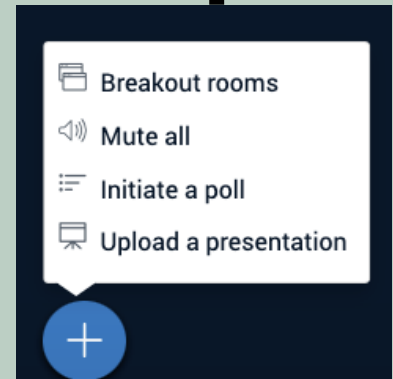 Breakout rooms
Mute all
Initiate a poll
Upload a presentation